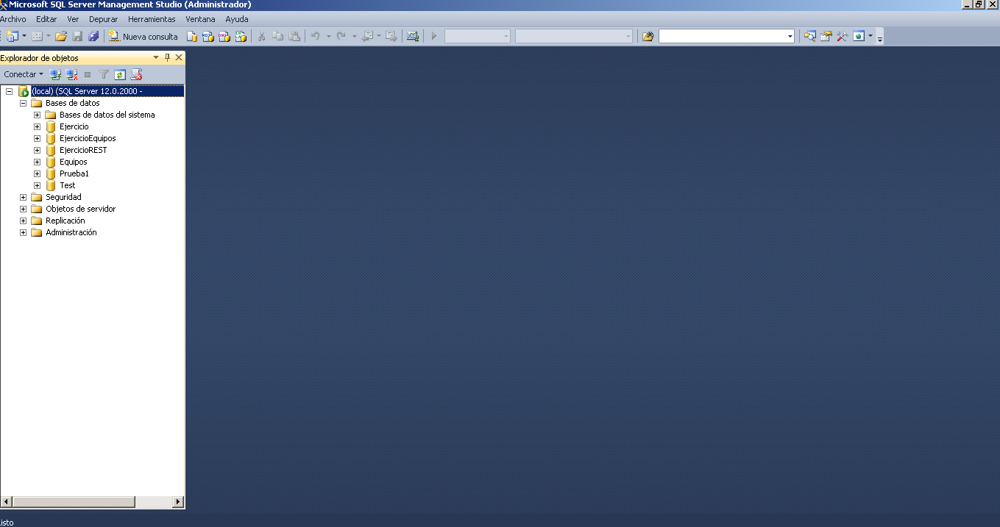 Microsoft SQL Server Management Studio (Administrador)
Archivo Editar Ver Depurar Herramientas Ventana Ayuda
Nueva consulta
Explorador de objetos
Conectar
(local) (SQL Server 12.0.2000 -
Bases de datos
Bases de datos del sistema
Ejercicio
EjercicioEquipos
EjercicioREST
Equipos
Prueba1
Test
Seguridad
Objetos de servidor
Replicación
Administración
isto